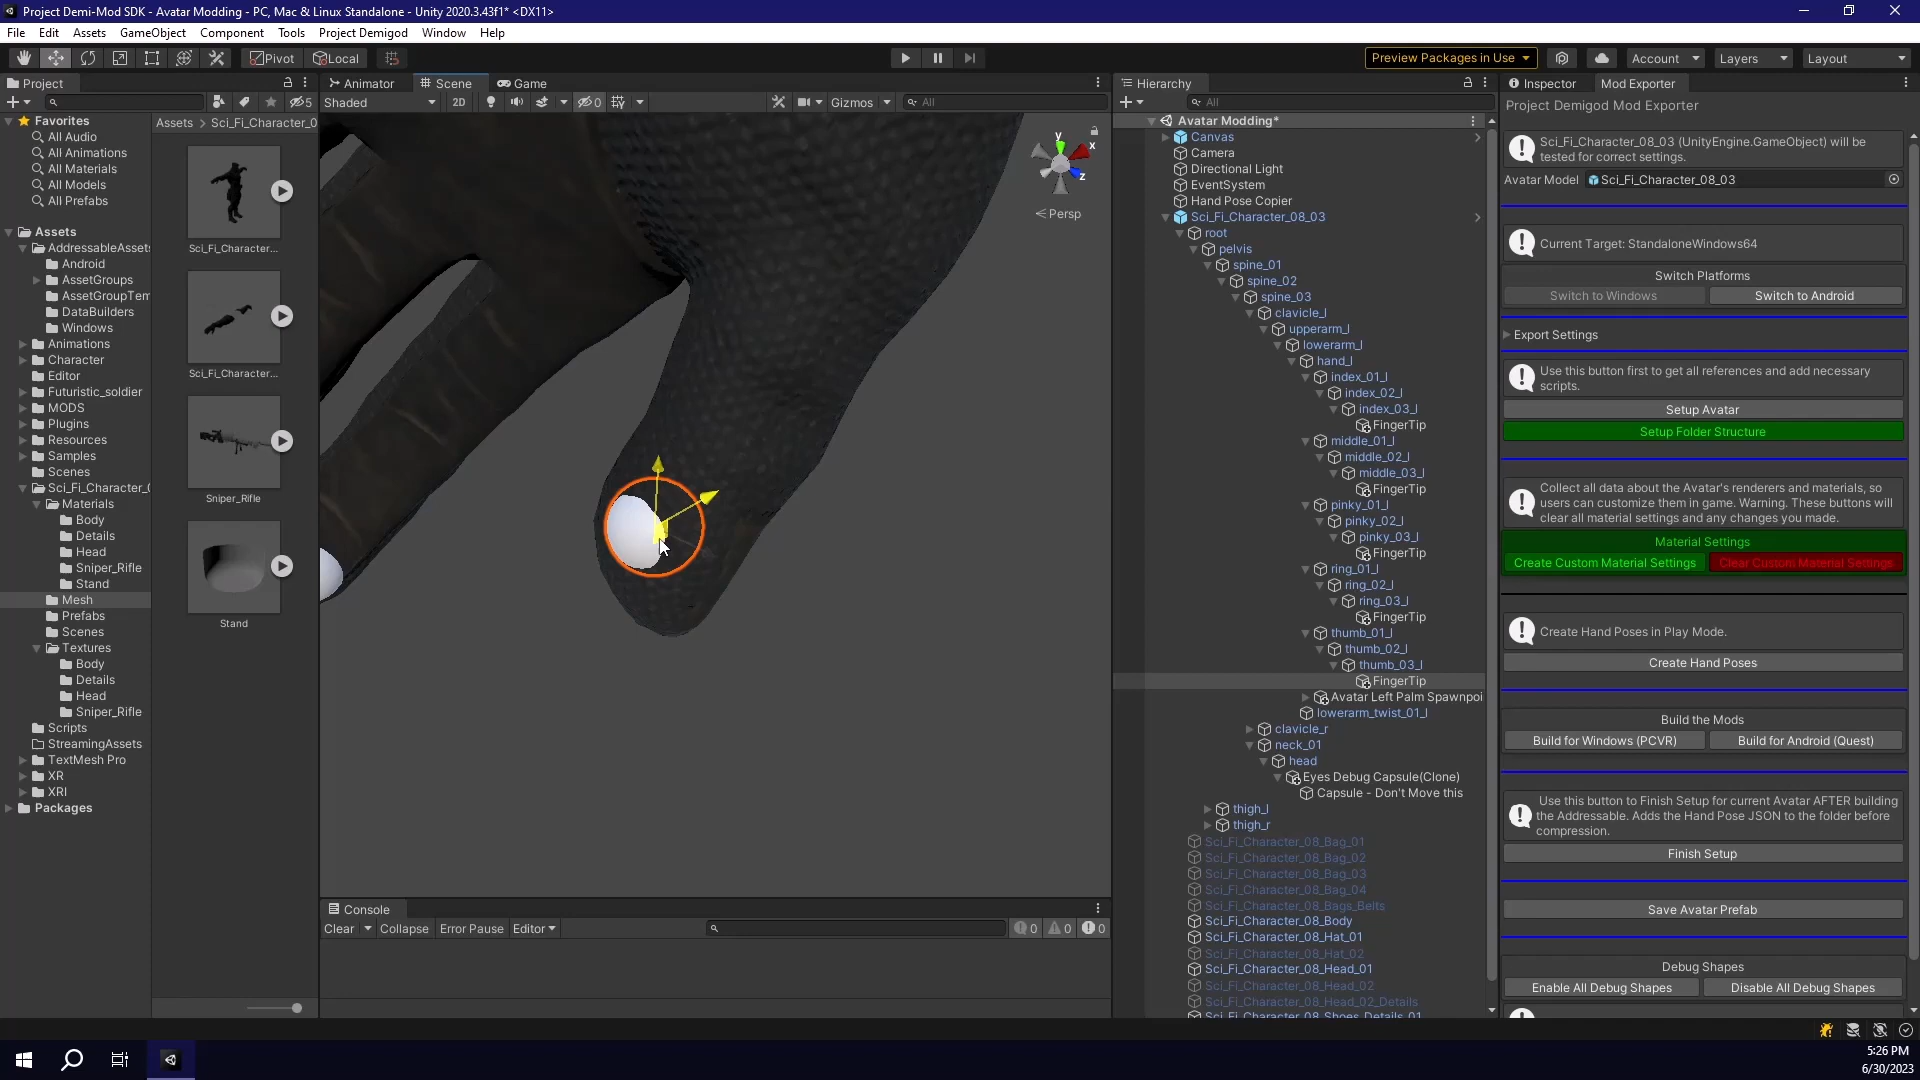 Project Demi-Mod SDK - Avatar Modding - PC, Mac & Linux Standalone - Unity 2020.3.43f1* <DX11>
File Edit Assets GameObject Component Tools Project Demigod Window Help
Pivot Local Preview Packages in Use Account Layers Layout
Project Animator Scene Game Hierarchy Inspector Mod Exporter
5 Shaded 2D 0 Gizmos All All
Favorites
All Audio
All Animations
All Materials
All Models
All Prefabs
Assets
AddressableAssets
Android
AssetGroups
AssetGroupTem
DataBuilders
Windows
Animations
Character
Editor
Futuristic_soldier
MODS
Plugins
Resources
Samples
Scenes
Sci_Fi_Character_0
Materials
Body
Details
Head
Sniper_Rifle
Stand
Mesh
Prefabs
Scenes
Textures
Body
Details
Head
Sniper_Rifle
Scripts
StreamingAssets
TextMesh Pro
XR
XRI
Packages
Assets > Sci_Fi_Character_0
Sci_Fi_Character...
Sci_Fi_Character...
Sniper_Rifle
Stand
y
x
z
Persp
Console
Clear Collapse Error Pause Editor 0 0 0
Avatar Modding*
Canvas
Camera
Directional Light
EventSystem
Hand Pose Copier
Sci_Fi_Character_08_03
root
pelvis
spine_01
spine_02
spine_03
clavicle_l
upperarm_l
lowerarm_l
hand_l
index_01_l
index_02_l
index_03_l
FingerTip
middle_01_l
middle_02_l
middle_03_l
FingerTip
pinky_01_l
pinky_02_l
pinky_03_l
FingerTip
ring_01_l
ring_02_l
ring_03_l
FingerTip
thumb_01_l
thumb_02_l
thumb_03_l
FingerTip
Avatar Left Palm Spawnpoi
lowerarm_twist_01_l
clavicle_r
neck_01
head
Eyes Debug Capsule(Clone)
Capsule - Don't Move this
thigh_l
thigh_r
Sci_Fi_Character_08_Bag_01
Sci_Fi_Character_08_Bag_02
Sci_Fi_Character_08_Bag_03
Sci_Fi_Character_08_Bag_04
Sci_Fi_Character_08_Bags_Belts
Sci_Fi_Character_08_Body
Sci_Fi_Character_08_Hat_01
Sci_Fi_Character_08_Hat_02
Sci_Fi_Character_08_Head_01
Sci_Fi_Character_08_Head_02
Sci_Fi_Character_08_Head_02_Details
Sci_Fi_Character_08_Shoes_Details_01
Project Demigod Mod Exporter
Sci_Fi_Character_08_03 (UnityEngine.GameObject) will be
tested for correct settings.
Avatar Model Sci_Fi_Character_08_03
Current Target: StandaloneWindows64
Switch Platforms
Switch to Windows Switch to Android
Export Settings
Use this button first to get all references and add necessary
scripts.
Setup Avatar
Setup Folder Structure
Collect all data about the Avatar's renderers and materials, so
users can customize them in game. Warning. These buttons will
clear all material settings and any changes you made.
Material Settings
Create Custom Material Settings Clear Custom Material Settings
Create Hand Poses in Play Mode.
Create Hand Poses
Build the Mods
Build for Windows (PCVR) Build for Android (Quest)
Use this button to Finish Setup for current Avatar AFTER building
the Addressable. Adds the Hand Pose JSON to the folder before
compression.
Finish Setup
Save Avatar Prefab
Debug Shapes
Enable All Debug Shapes Disable All Debug Shapes
5:26 PM
6/30/2023